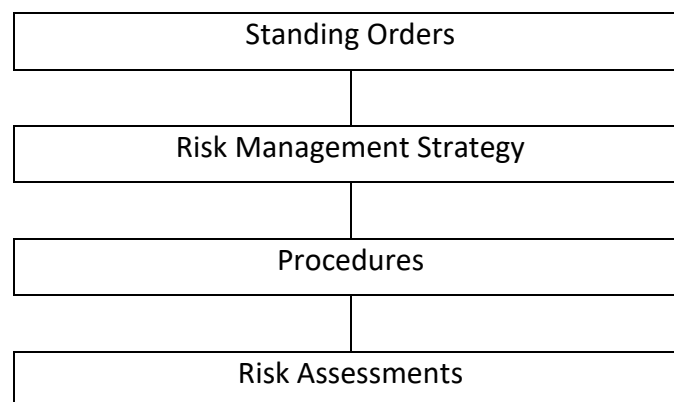 Standing Orders
Risk Management Strategy
Procedures
Risk Assessments